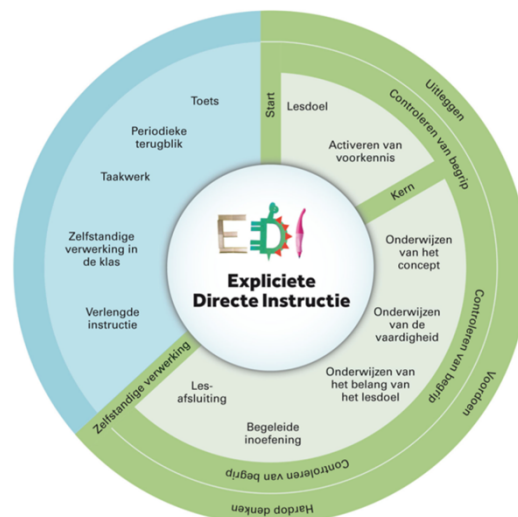 Start
Lesdoel
Activeren van
voorkennis
Kern
Onderwijzen
van het
concept
Onderwijzen
van de
vaardigheid
Onderwijzen van
het belang van
het lesdoel
Begeleide
inoefening
Les-
afsluiting
Zelfstandige verwerking
Verlengde
instructie
Zelfstandige
verwerking in
de klas
Taakwerk
Periodieke
terugblik
Toets
EDI
Expliciete
Directe Instructie
Uitleggen
Controleren van begrip
Voordoen
Controleren van begrip
Hardop denken
Controleren van begrip